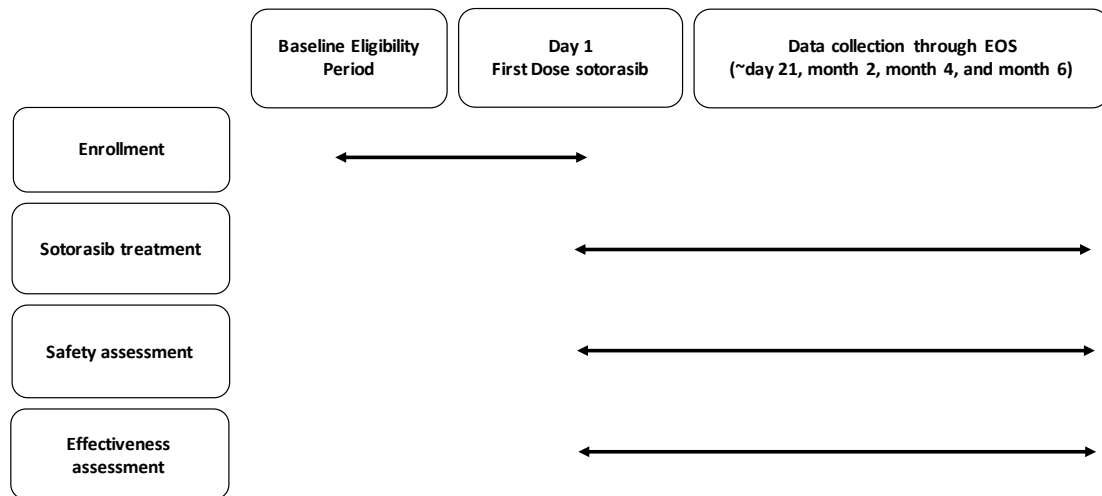 Baseline Eligibility
Period
Day 1
First Dose sotorasib
Data collection through EOS
(~day 21, month 2, month 4, and month 6)
Enrollment
Sotorasib treatment
Safety assessment
Effectiveness
assessment